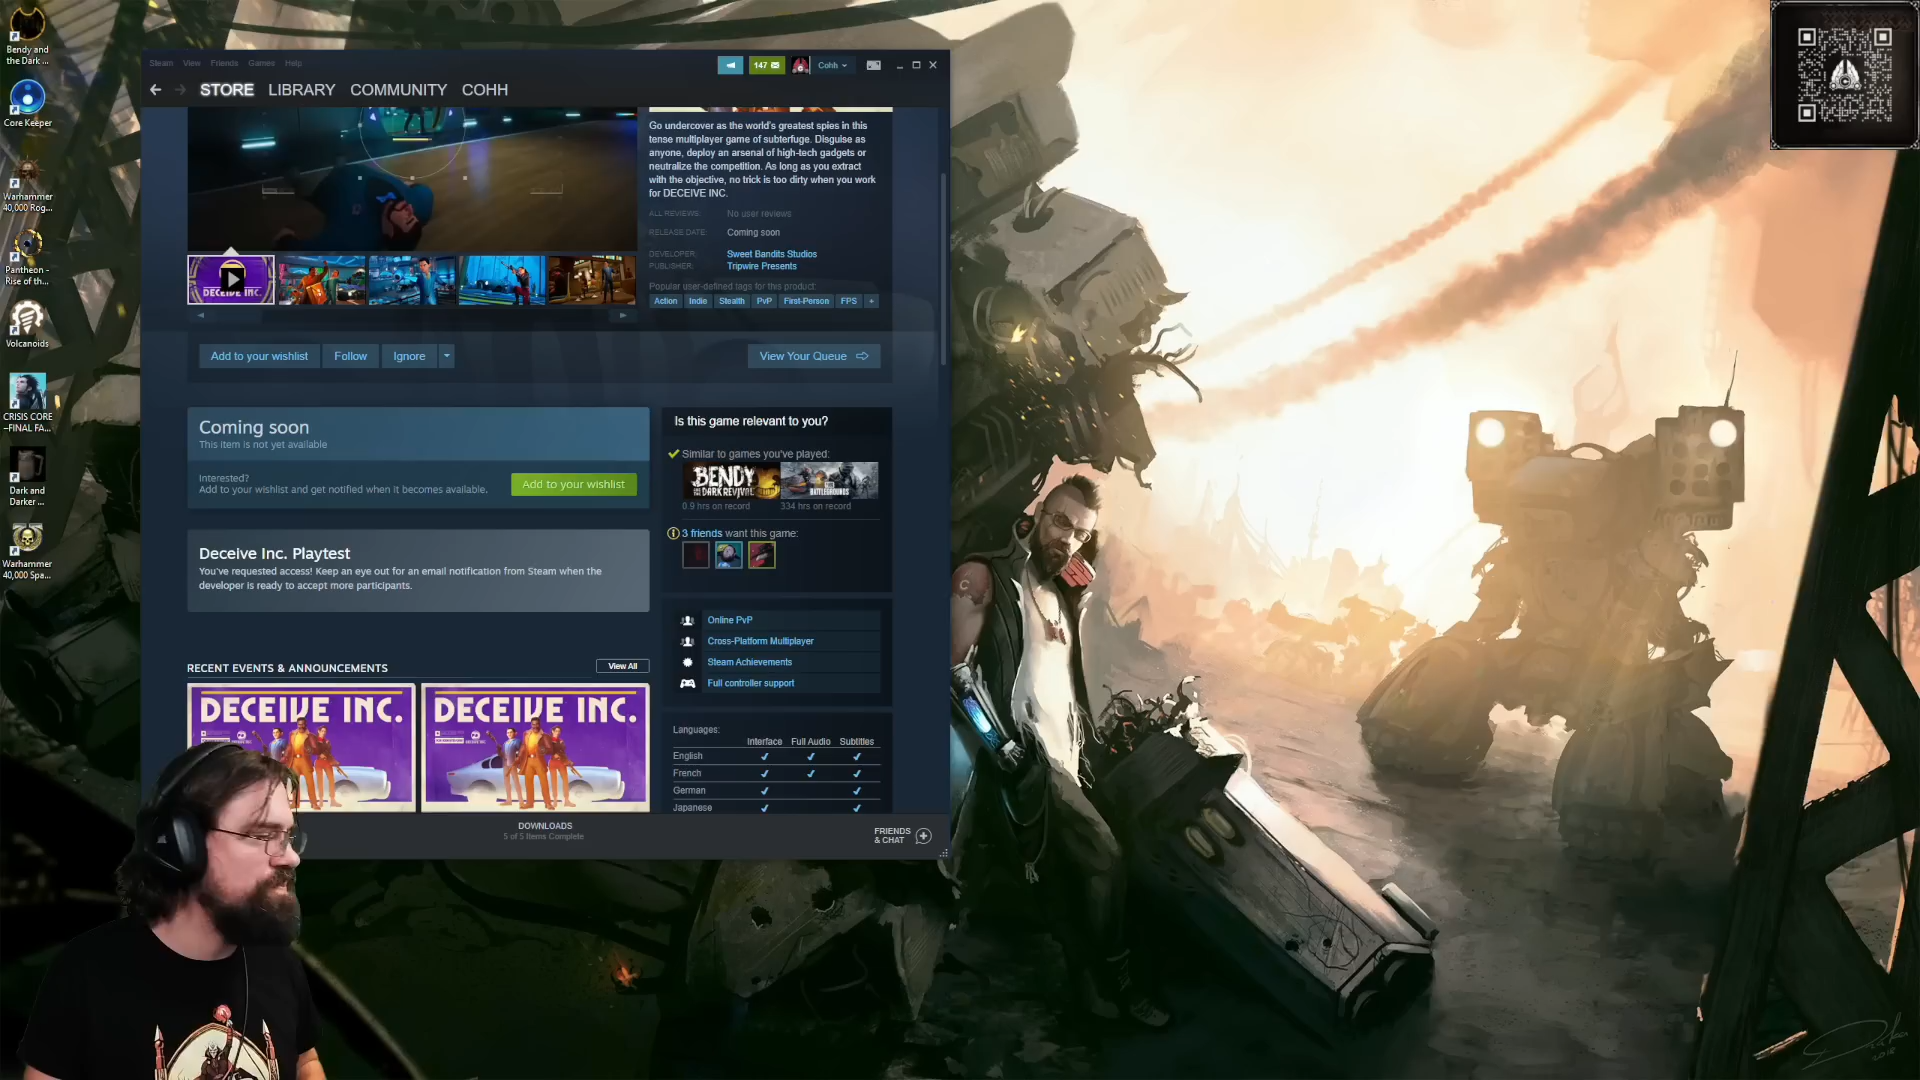 Bendy and
the Dark ...
Core Keeper
Warhammer
40,000 Rog...
Pantheon -
Rise of th...
Volcanoids
CRISIS CORE
–FINAL FA...
Dark and
Darker ...
Warhammer
40,000 Spa...
Steam View Friends Games Help
147
Cohh
STORE LIBRARY COMMUNITY COHH
Go undercover as the world's greatest spies in this
tense multiplayer game of subterfuge. Disguise as
anyone, deploy an arsenal of high-tech gadgets or
neutralize the competition. As long as you extract
with the objective, no trick is too dirty when you work
for DECEIVE INC.
ALL REVIEWS: No user reviews
RELEASE DATE: Coming soon
DEVELOPER: Sweet Bandits Studios
PUBLISHER: Tripwire Presents
Popular user-defined tags for this product:
Action Indie Stealth PvP First-Person FPS +
DECEIVE INC.
Add to your wishlist Follow Ignore
View Your Queue
Coming soon
This item is not yet available
Interested?
Add to your wishlist and get notified when it becomes available.
Add to your wishlist
Deceive Inc. Playtest
You've requested access! Keep an eye out for an email notification from Steam when the
developer is ready to accept more participants.
RECENT EVENTS & ANNOUNCEMENTS
View All
DECEIVE INC.
DECEIVE INC.
Is this game relevant to you?
Similar to games you've played:
BENDY
AND THE DARK REVIVAL
BATTLEGROUNDS
0.9 hrs on record
334 hrs on record
3 friends want this game:
Online PvP
Cross-Platform Multiplayer
Steam Achievements
Full controller support
Languages:
Interface Full Audio Subtitles
English
French
German
Japanese
DOWNLOADS
5 of 5 Items Complete
FRIENDS
& CHAT
C